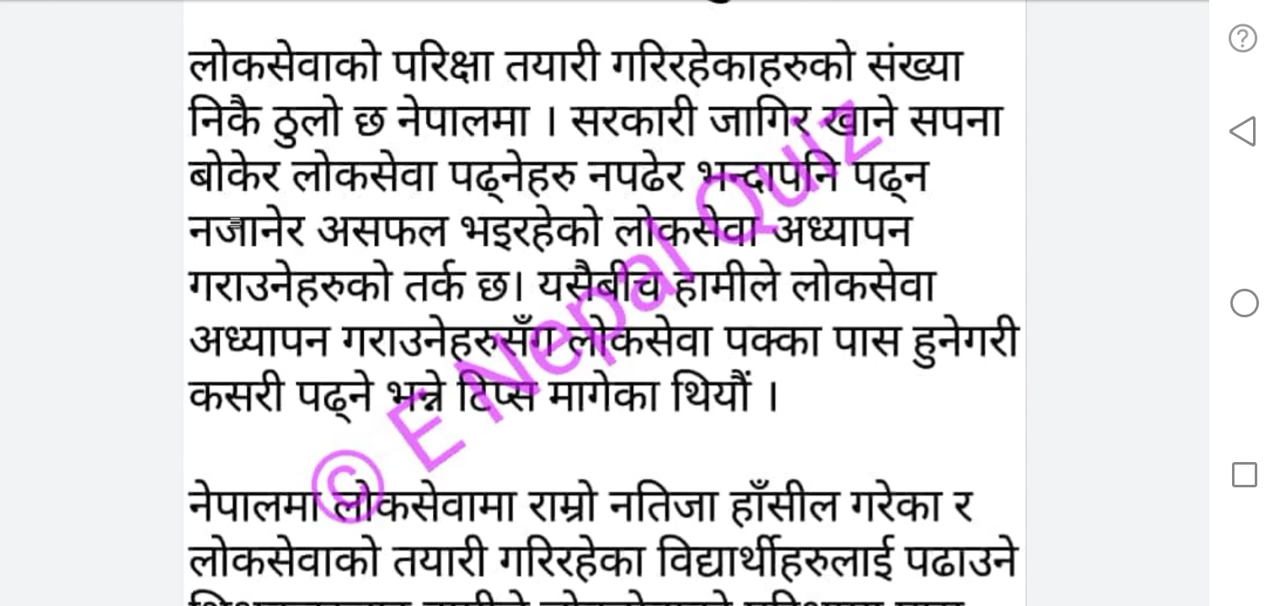 लोकसेवाको परिक्षा तयारी गरिरहेकाहरुको संख्या
निकै ठुलो छ नेपालमा । सरकारी जागिर खाने सपना
बोकेर लोकसेवा पढ्नेहरु नपढेर भन्दापनि पढ्न
नजानेर असफल भइरहेको लोकसेवा अध्यापन
गराउनेहरुको तर्क छ। यसैबीच हामीले लोकसेवा
अध्यापन गराउनेहरुसँग लोकसेवा पक्का पास हुनेगरी
कसरी पढ्ने भन्ने टिप्स मागेका थियौं ।
नेपालमा लोकसेवामा राम्रो नतिजा हाँसील गरेका र
लोकसेवाको तयारी गरिरहेका विद्यार्थीहरुलाई पढाउने
© E Nepal Quiz